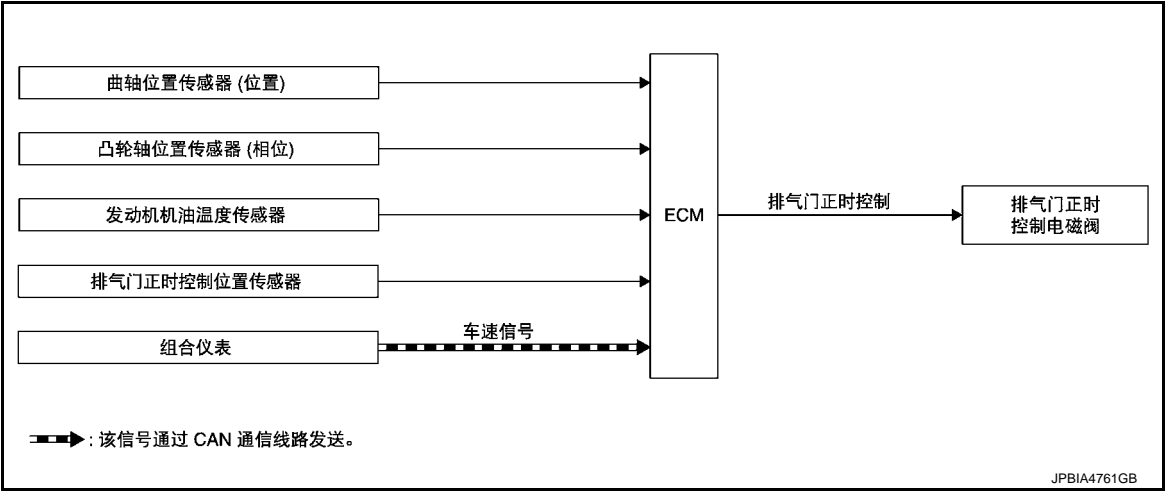 曲轴位置传感器 (位置)
凸轮轴位置传感器 (相位)
发动机机油温度传感器
排气门正时控制位置传感器
组合仪表
车速信号
ECM
排气门正时控制
排气门正时
控制电磁阀
: 该信号通过 CAN 通信线路发送。
JPBIA4761GB